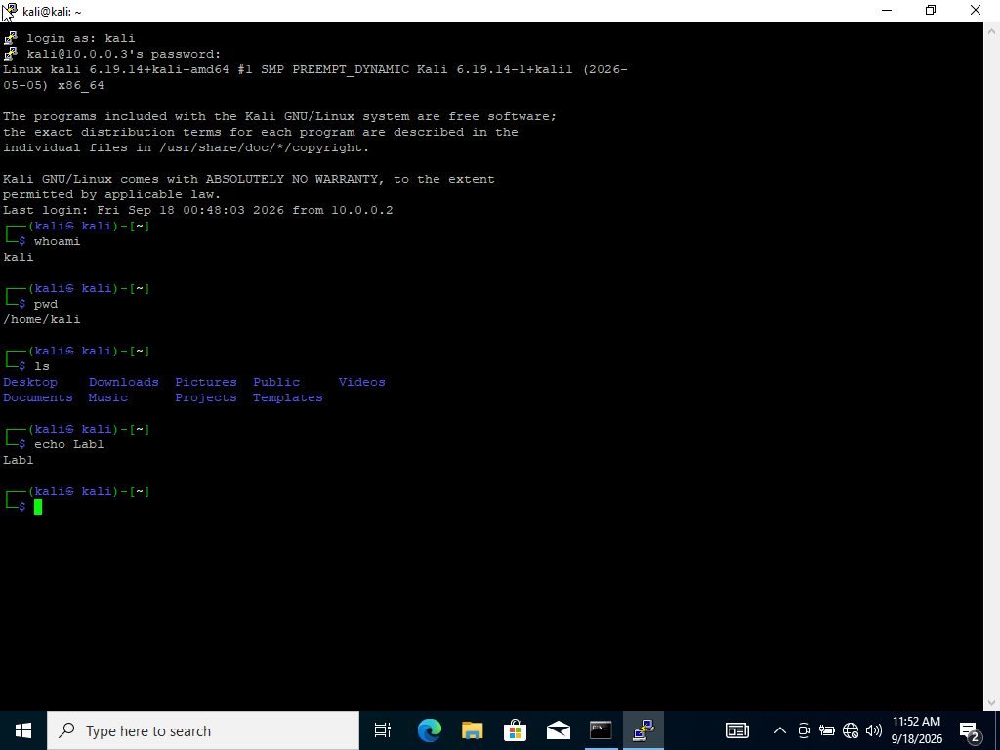 kali@kali: ~
login as: kali
kali@10.0.0.3's password:
Linux kali 6.19.14+kali-amd64 #1 SMP PREEMPT_DYNAMIC Kali 6.19.14-1+kali1 (2026-
05-05) x86_64
The programs included with the Kali GNU/Linux system are free software;
the exact distribution terms for each program are described in the
individual files in /usr/share/doc/*/copyright.
Kali GNU/Linux comes with ABSOLUTELY NO WARRANTY, to the extent
permitted by applicable law.
Last login: Fri Sep 18 00:48:03 2026 from 10.0.0.2
┌──(kali㉿ kali)-[~]
└─$ whoami
kali
┌──(kali㉿ kali)-[~]
└─$ pwd
/home/kali
┌──(kali㉿ kali)-[~]
└─$ ls
Desktop    Downloads  Pictures  Public     Videos
Documents  Music      Projects  Templates
┌──(kali㉿ kali)-[~]
└─$ echo Lab1
Lab1
┌──(kali㉿ kali)-[~]
└─$
Type here to search
11:52 AM
9/18/2026
2